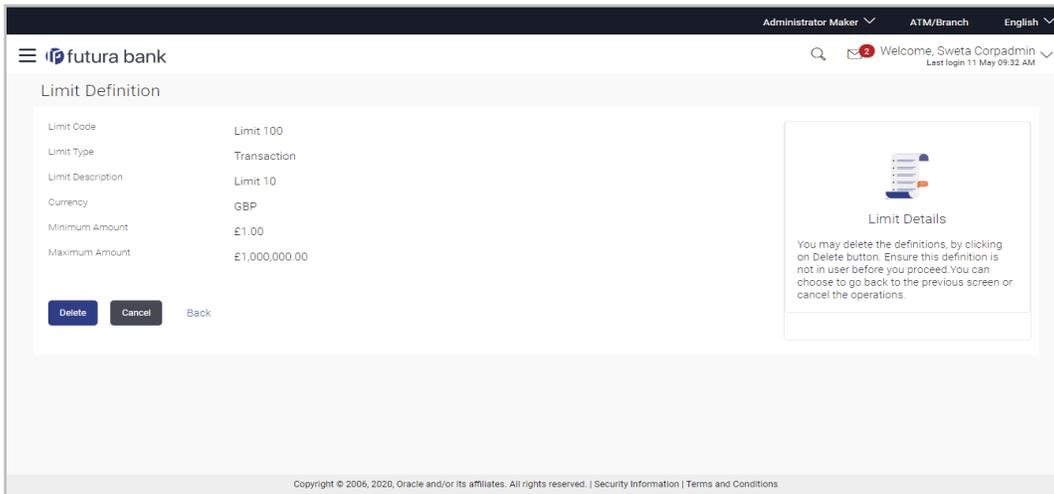 Administrator Maker ATM/Branch English
futura bank
2 Welcome, Sweta Corpadmin
Last login 11 May 09:32 AM
Limit Definition
Limit Code Limit 100
Limit Type Transaction
Limit Description Limit 10
Currency GBP
Minimum Amount £1.00
Maximum Amount £1,000,000.00
Delete Cancel Back
Limit Details
You may delete the definitions, by clicking
on Delete button. Ensure this definition is
not in user before you proceed.You can
choose to go back to the previous screen or
cancel the operations.
Copyright © 2006, 2020, Oracle and/or its affiliates. All rights reserved. | Security Information | Terms and Conditions